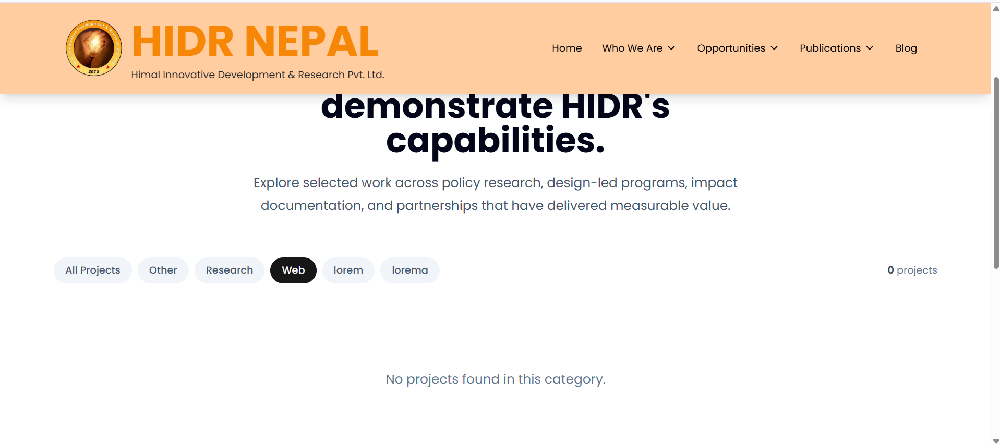 HIDR NEPAL
Himal Innovative Development & Research Pvt. Ltd.
2070
Home
Who We Are
Opportunities
Publications
Blog
demonstrate HIDR's
capabilities.
Explore selected work across policy research, design-led programs, impact
documentation, and partnerships that have delivered measurable value.
All Projects
Other
Research
Web
lorem
lorema
0 projects
No projects found in this category.